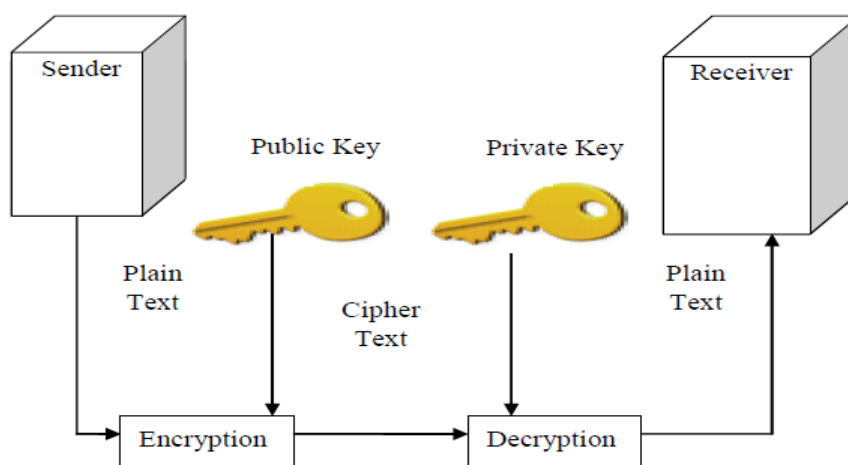 Sender
Receiver
Public Key
Private Key
Plain
Text
Cipher
Text
Plain
Text
Encryption
Decryption